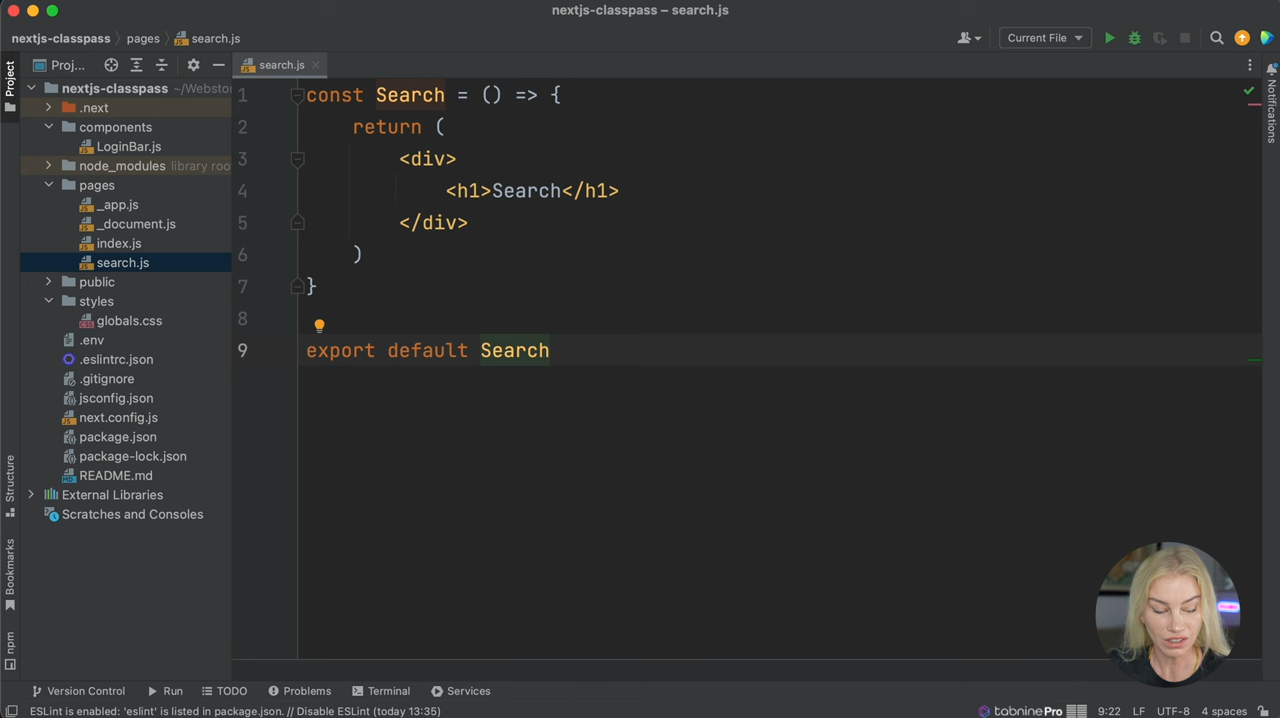 nextjs-classpass – search.js
nextjs-classpass
pages
search.js
Current File
Project
Proj...
search.js
nextjs-classpass ~/Websto
.next
components
LoginBar.js
node_modules library roo
pages
_app.js
_document.js
index.js
search.js
public
styles
globals.css
.env
.eslintrc.json
.gitignore
jsconfig.json
next.config.js
package.json
package-lock.json
README.md
External Libraries
Scratches and Consoles
1 const Search = () => {
2 return (
3 <div>
4 <h1>Search</h1>
5 </div>
6 )
7 }
8
9 export default Search
Notifications
Structure
Bookmarks
npm
Version Control
Run
TODO
Problems
Terminal
Services
ESLint is enabled: 'eslint' is listed in package.json. // Disable ESLint (today 13:35)
tabnine Pro
9:22
LF
UTF-8
4 spaces